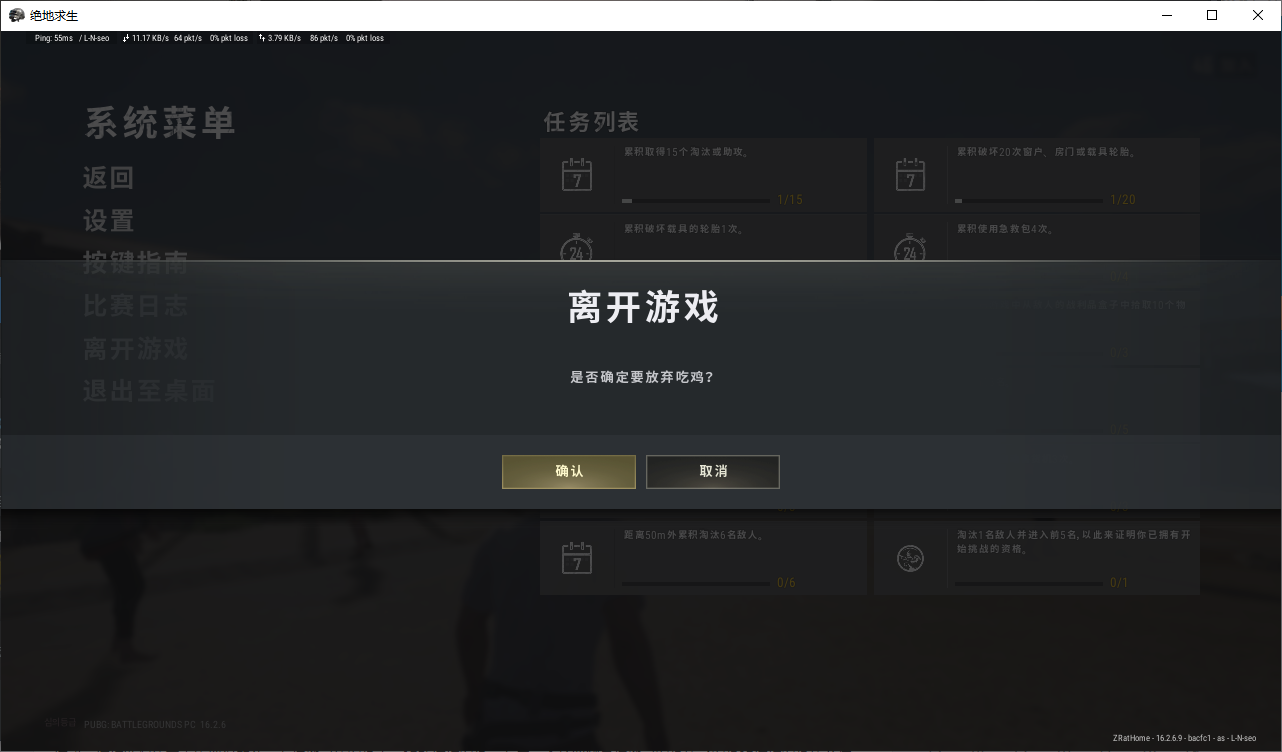 绝地求生
Ping: 55ms / L-N-seo 11.17 KB/s 64 pkt/s 0% pkt loss 3.79 KB/s 86 pkt/s 0% pkt loss
系统菜单
返回
设置
按键指南
比赛日志
离开游戏
退出至桌面
任务列表
7
累积取得15个淘汰或助攻。
1/15
7
累积破坏20次窗户、房门或载具轮胎。
1/20
24
累积破坏载具的轮胎1次。
24
累积使用急救包4次。
离开游戏
是否确定要放弃吃鸡？
确认
取消
7
距离50m外累积淘汰6名敌人。
0/6
淘汰1名敌人并进入前5名,以此来证明你已拥有开
始挑战的资格。
0/1
PUBG: BATTLEGROUNDS PC 16.2.6
ZRatHome - 16.2.6.9 - bacfc1 - as - L-N-seo